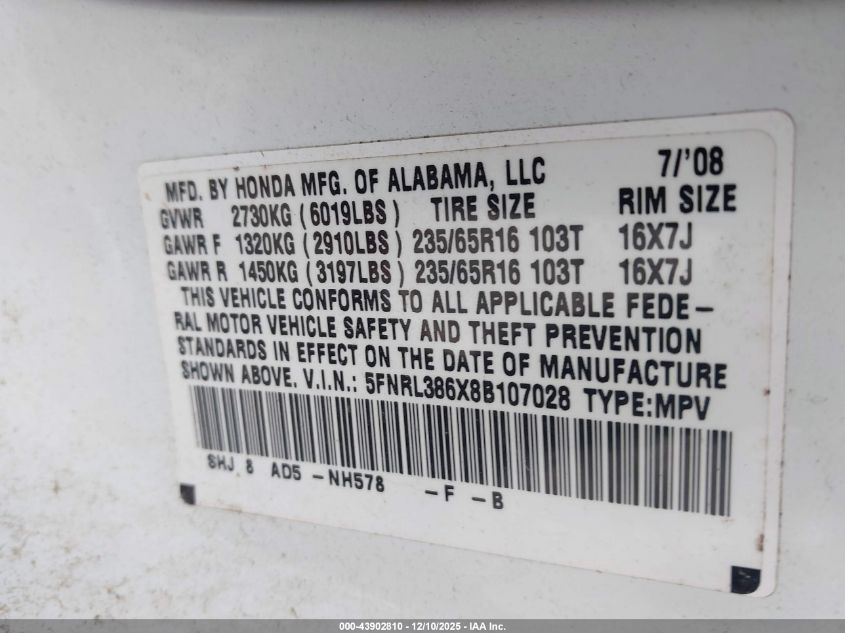 MFD. BY HONDA MFG. OF ALABAMA, LLC 7/'08
GVWR 2730KG (6019LBS) TIRE SIZE RIM SIZE
GAWR F 1320KG (2910LBS) 235/65R16 103T 16X7J
GAWR R 1450KG (3197LBS) 235/65R16 103T 16X7J
THIS VEHICLE CONFORMS TO ALL APPLICABLE FEDE-
RAL MOTOR VEHICLE SAFETY AND THEFT PREVENTION
STANDARDS IN EFFECT ON THE DATE OF MANUFACTURE
SHOWN ABOVE. V.I.N.: 5FNRL386X8B107028 TYPE:MPV
SHJ 8 AD5 -NH578 -F -B
000-43902810 - 12/10/2025 - IAA Inc.